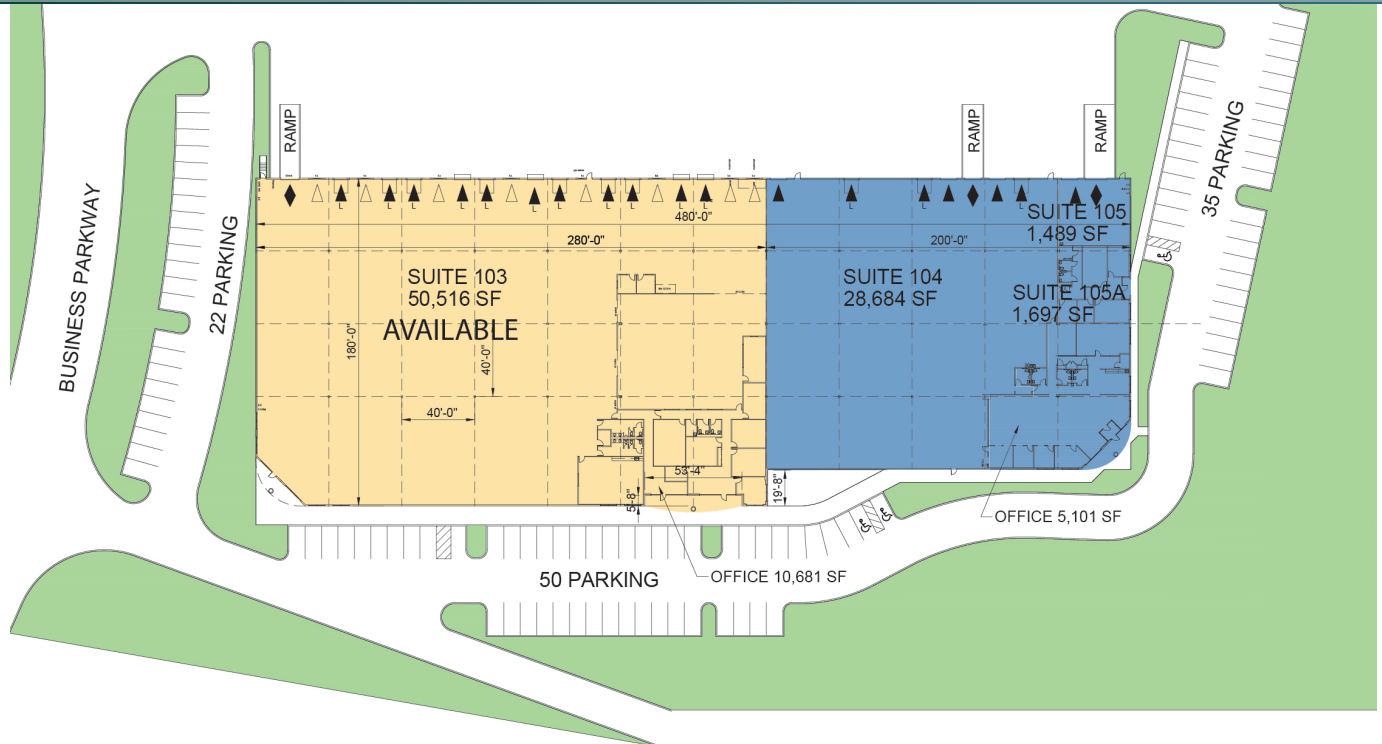 RAMP
RAMP
RAMP
35 PARKING
BUSINESS PARKWAY
22 PARKING
L
L
L
L
L
L
L
L
L
L
L
L
L
480'-0"
280'-0"
200'-0"
SUITE 105
1,489 SF
SUITE 103
50,516 SF
AVAILABLE
SUITE 104
28,684 SF
SUITE 105A
1,697 SF
180'-0"
40'-0"
40'-0"
53'-4"
5'-8"
19'-8"
OFFICE 5,101 SF
OFFICE 10,681 SF
50 PARKING